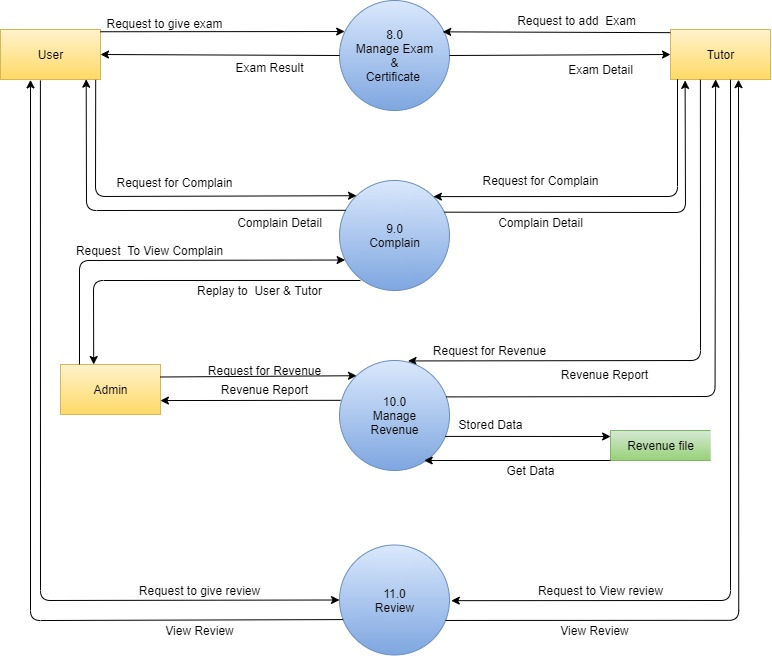 Request to give exam
8.0
Manage Exam
&
Certificate
Request to add Exam
User
Tutor
Exam Result
Exam Detail
Request for Complain
Request for Complain
9.0
Complain
Complain Detail
Complain Detail
Request To View Complain
Replay to User & Tutor
Request for Revenue
Admin
Request for Revenue
Revenue Report
Revenue Report
10.0
Manage
Revenue
Stored Data
Revenue file
Get Data
Request to give review
11.0
Review
Request to View review
View Review
View Review